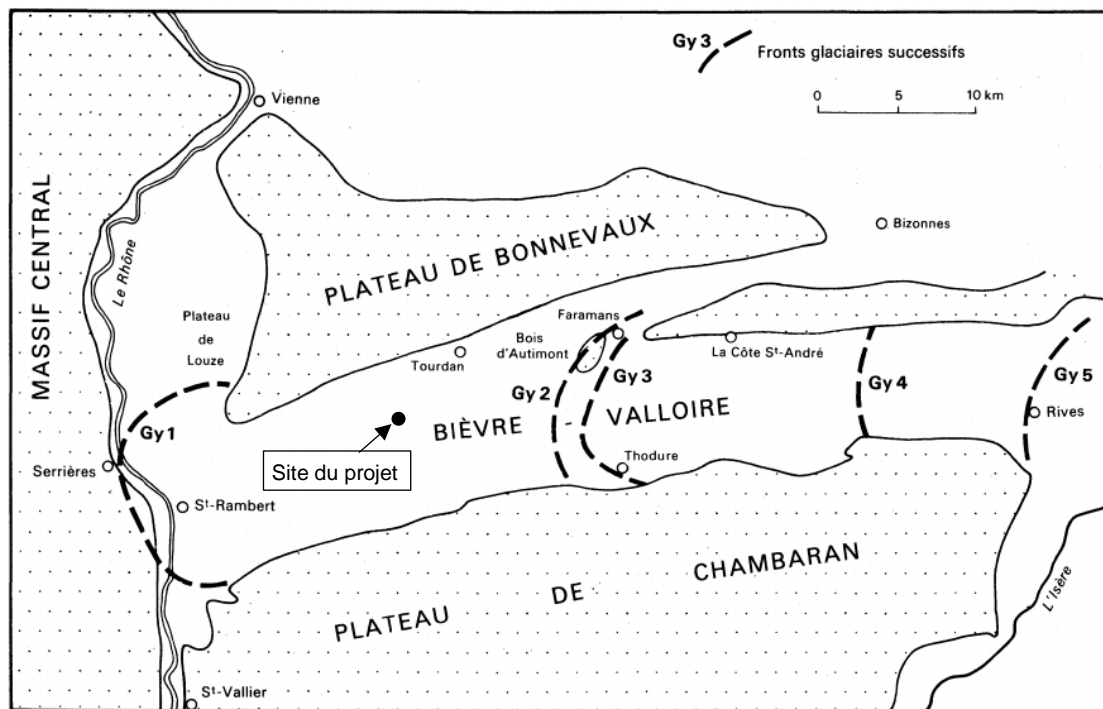 Gy 3
Fronts glaciaires successifs
0 5 10 km
Vienne
MASSIF CENTRAL
Le Rhône
PLATEAU DE BONNEVAUX
Bizonnes
Plateau
de
Louze
Faramans
Bois
d'Autimont
Tourdan
La Côte St-André
Gy 2
Gy 3
Gy 4
Gy 5
Gy 1
BIÈVRE - VALLOIRE
Rives
Site du projet
Serrières
Thodure
St-Rambert
PLATEAU DE CHAMBARAN
L'Isère
St-Vallier